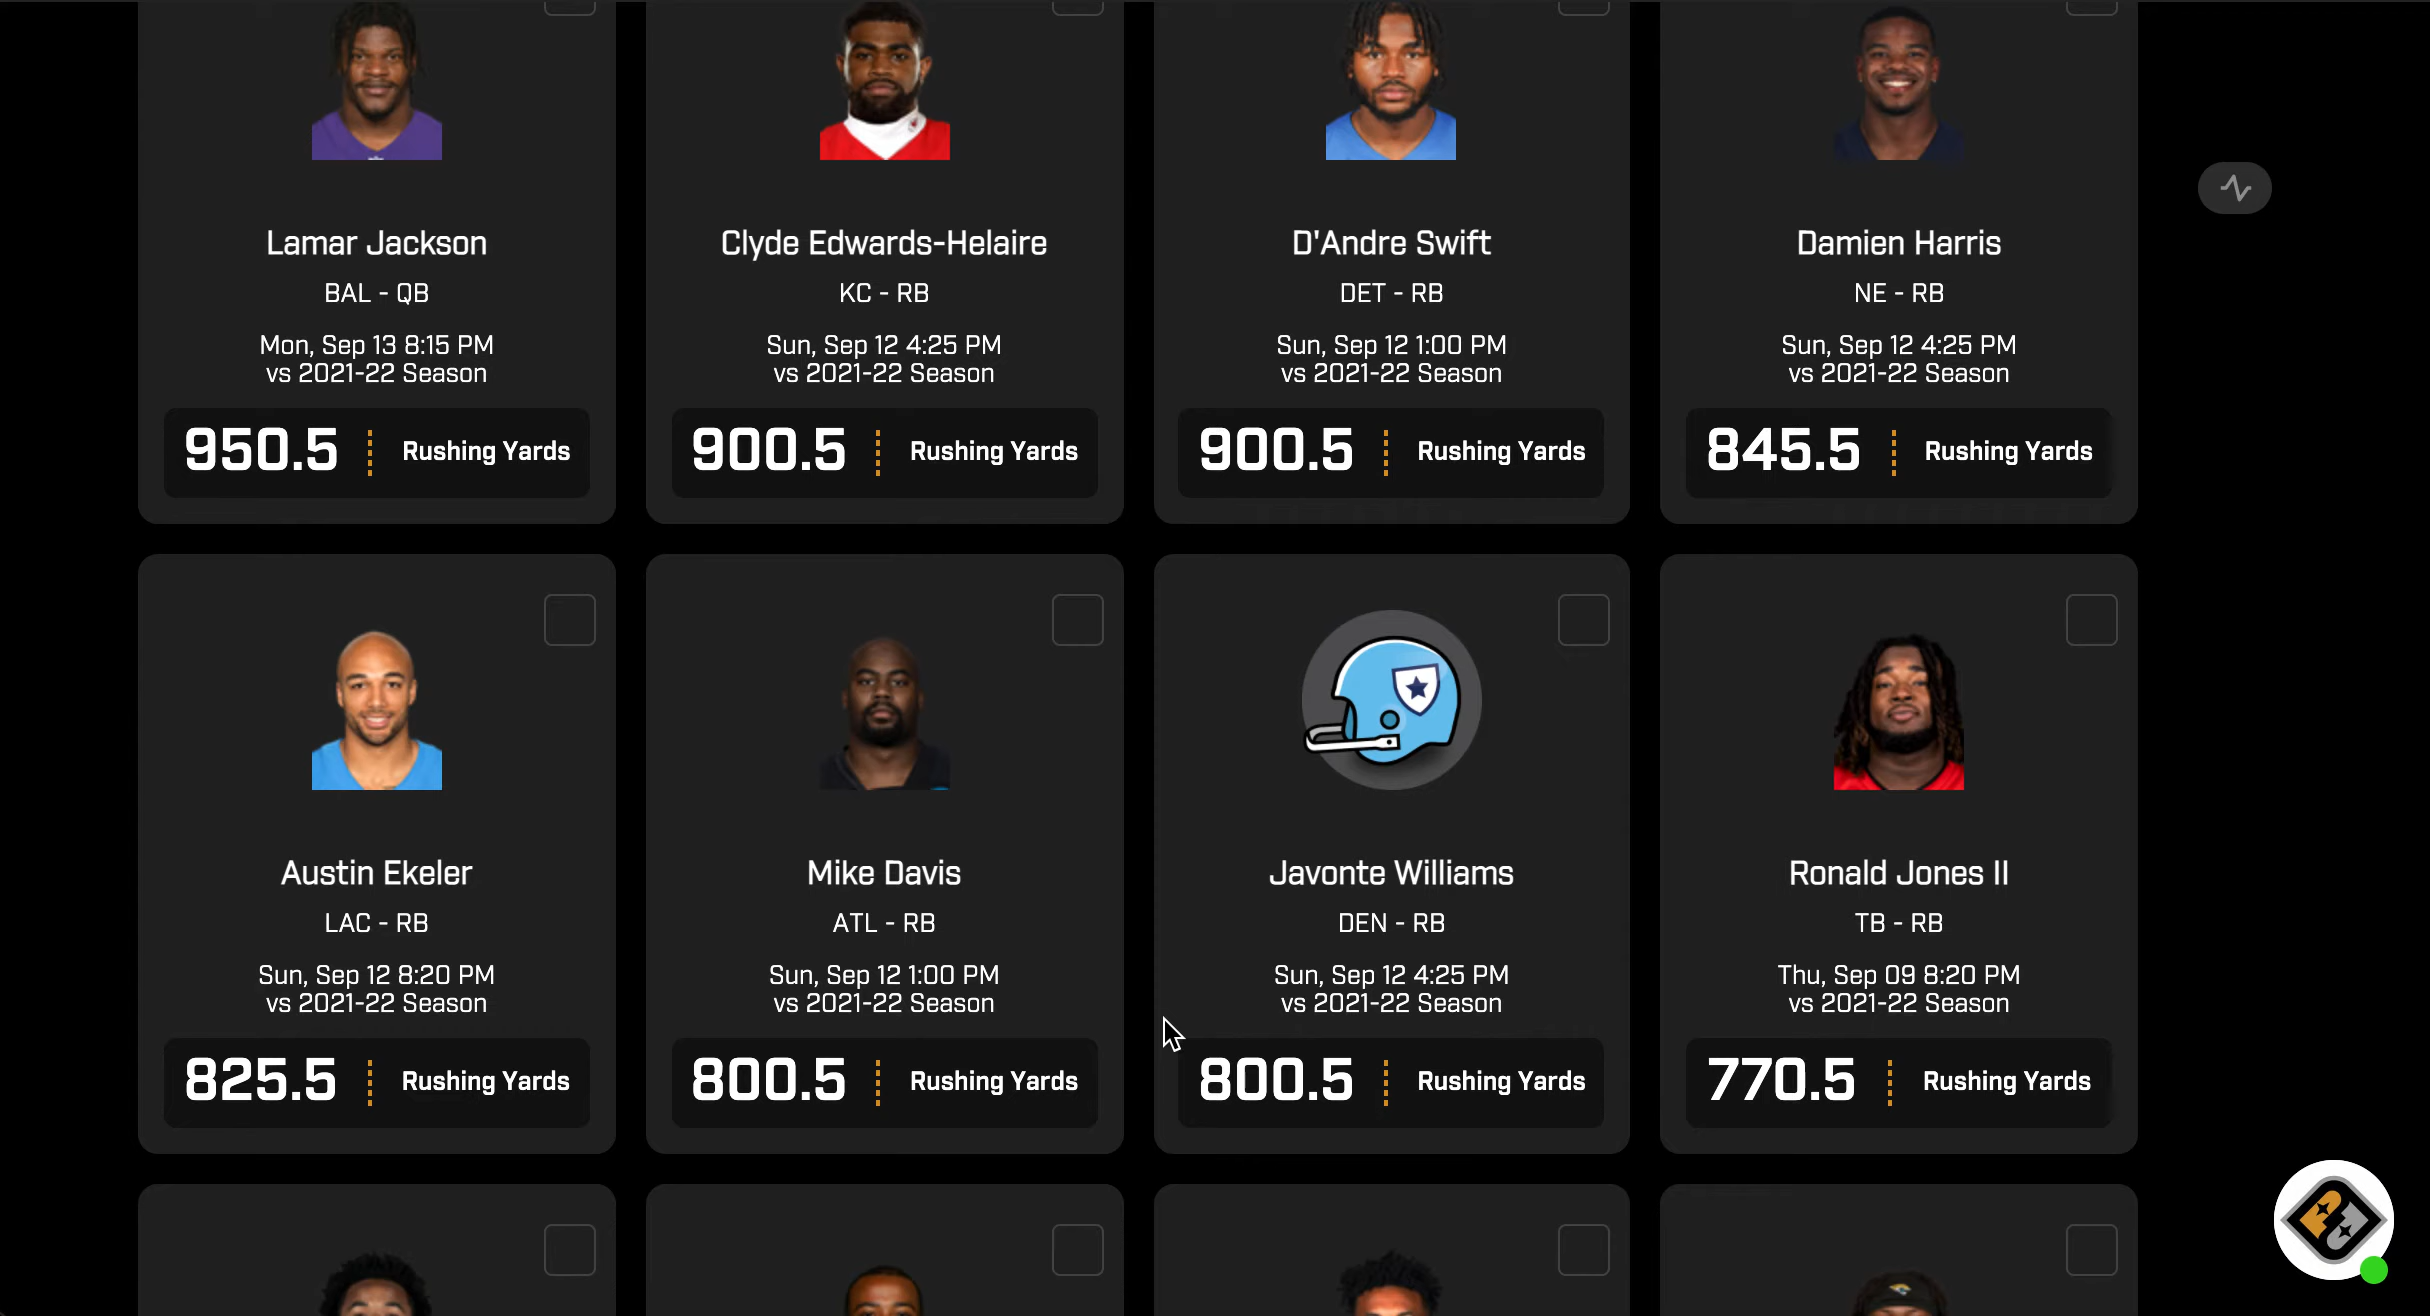 Lamar Jackson
BAL - QB
Mon, Sep 13 8:15 PM
vs 2021-22 Season
950.5 Rushing Yards
Clyde Edwards-Helaire
KC - RB
Sun, Sep 12 4:25 PM
vs 2021-22 Season
900.5 Rushing Yards
D'Andre Swift
DET - RB
Sun, Sep 12 1:00 PM
vs 2021-22 Season
900.5 Rushing Yards
Damien Harris
NE - RB
Sun, Sep 12 4:25 PM
vs 2021-22 Season
845.5 Rushing Yards
Austin Ekeler
LAC - RB
Sun, Sep 12 8:20 PM
vs 2021-22 Season
825.5 Rushing Yards
Mike Davis
ATL - RB
Sun, Sep 12 1:00 PM
vs 2021-22 Season
800.5 Rushing Yards
Javonte Williams
DEN - RB
Sun, Sep 12 4:25 PM
vs 2021-22 Season
800.5 Rushing Yards
Ronald Jones II
TB - RB
Thu, Sep 09 8:20 PM
vs 2021-22 Season
770.5 Rushing Yards